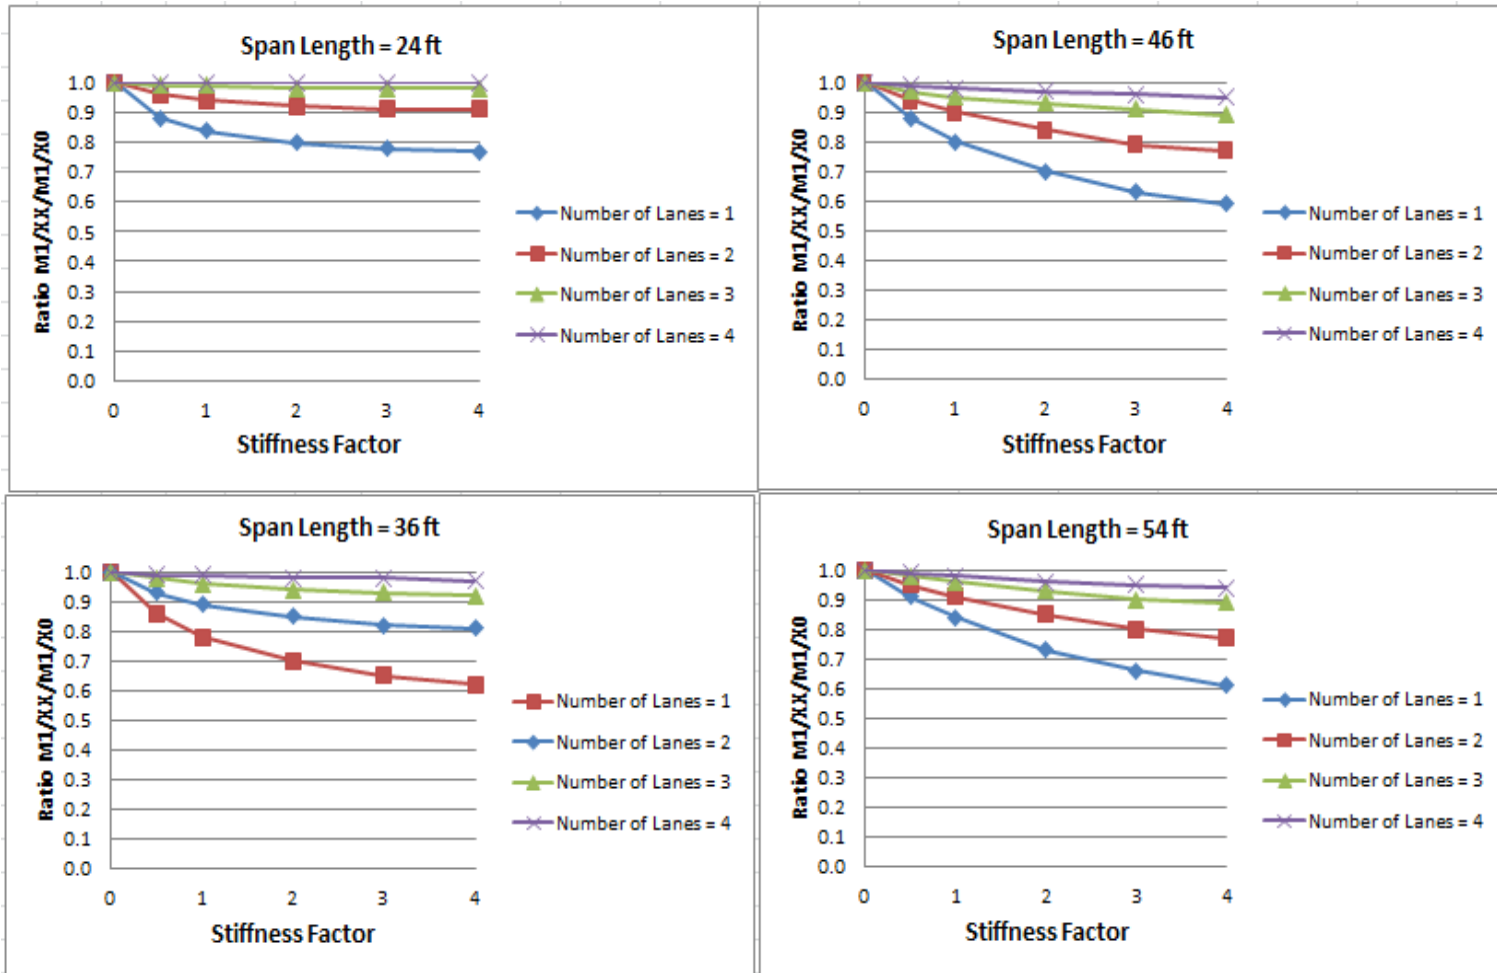 Span Length = 24 ft
Ratio M1/XX/M1/X0
1.0
0.9
0.8
0.7
0.6
0.5
0.4
0.3
0.2
0.1
0.0
0 1 2 3 4
Stiffness Factor
Number of Lanes = 1
Number of Lanes = 2
Number of Lanes = 3
Number of Lanes = 4
Span Length = 46 ft
Ratio M1/XX/M1/X0
1.0
0.9
0.8
0.7
0.6
0.5
0.4
0.3
0.2
0.1
0.0
0 1 2 3 4
Stiffness Factor
Number of Lanes = 1
Number of Lanes = 2
Number of Lanes = 3
Number of Lanes = 4
Span Length = 36 ft
Ratio M1/XX/M1/X0
1.0
0.9
0.8
0.7
0.6
0.5
0.4
0.3
0.2
0.1
0.0
0 1 2 3 4
Stiffness Factor
Number of Lanes = 1
Number of Lanes = 2
Number of Lanes = 3
Number of Lanes = 4
Span Length = 54 ft
Ratio M1/XX/M1/X0
1.0
0.9
0.8
0.7
0.6
0.5
0.4
0.3
0.2
0.1
0.0
0 1 2 3 4
Stiffness Factor
Number of Lanes = 1
Number of Lanes = 2
Number of Lanes = 3
Number of Lanes = 4